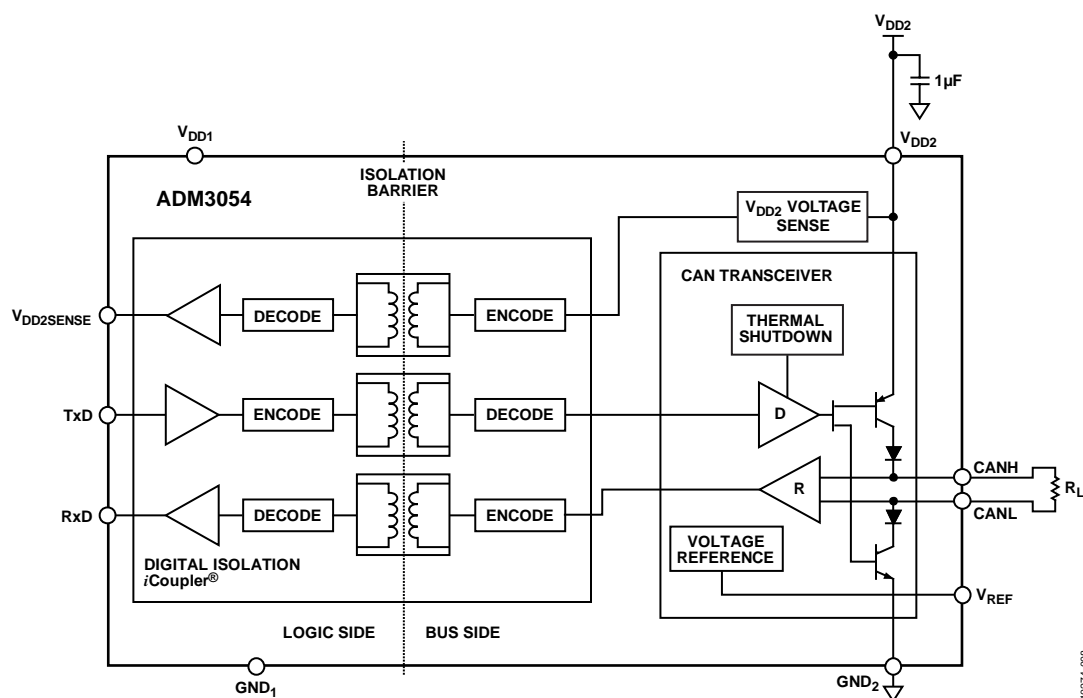 VDD2
1µF
VDD1
VDD2
ADM3054
ISOLATION
BARRIER
VDD2 VOLTAGE
SENSE
CAN TRANSCEIVER
VDD2SENSE
DECODE
ENCODE
THERMAL
SHUTDOWN
TxD
ENCODE
DECODE
D
CANH
RL
R
CANL
RxD
DECODE
ENCODE
VOLTAGE
REFERENCE
DIGITAL ISOLATION
iCoupler®
VREF
LOGIC SIDE
BUS SIDE
GND1
GND2